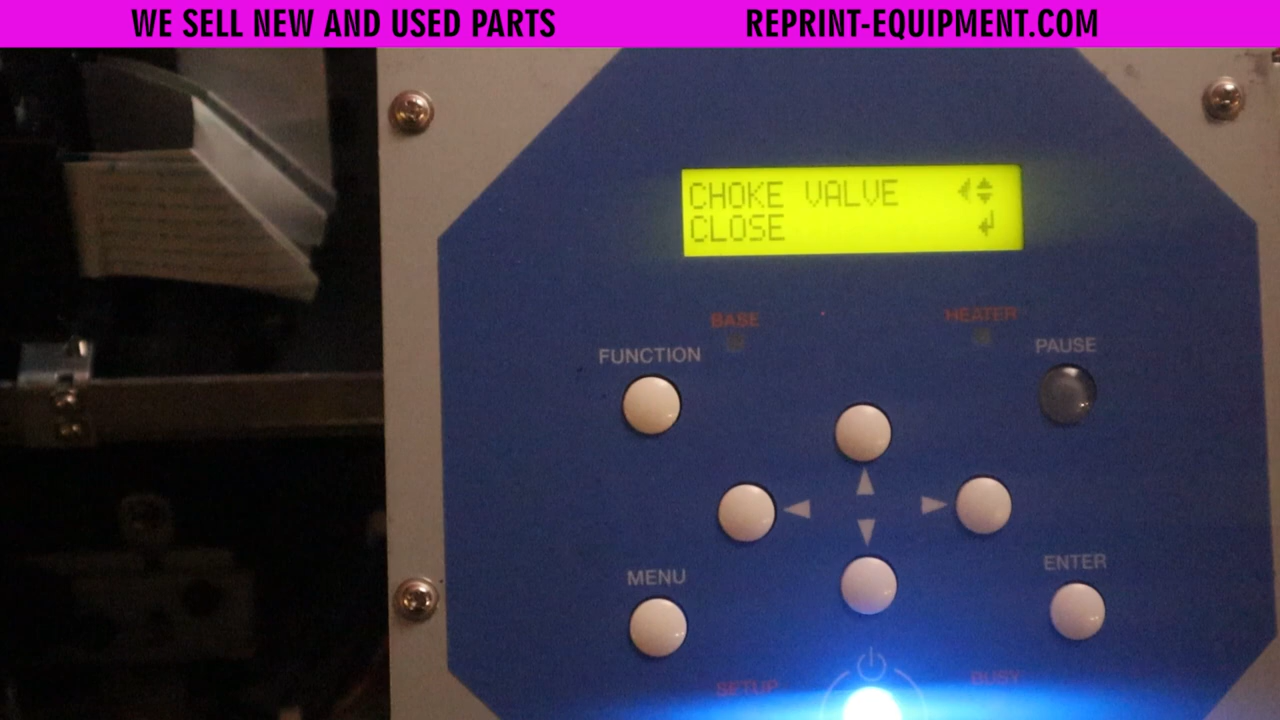 WE SELL NEW AND USED PARTS
REPRINT-EQUIPMENT.COM
CHOKE VALVE
CLOSE
BASE
HEATER
FUNCTION
PAUSE
MENU
ENTER
SETUP
BUSY